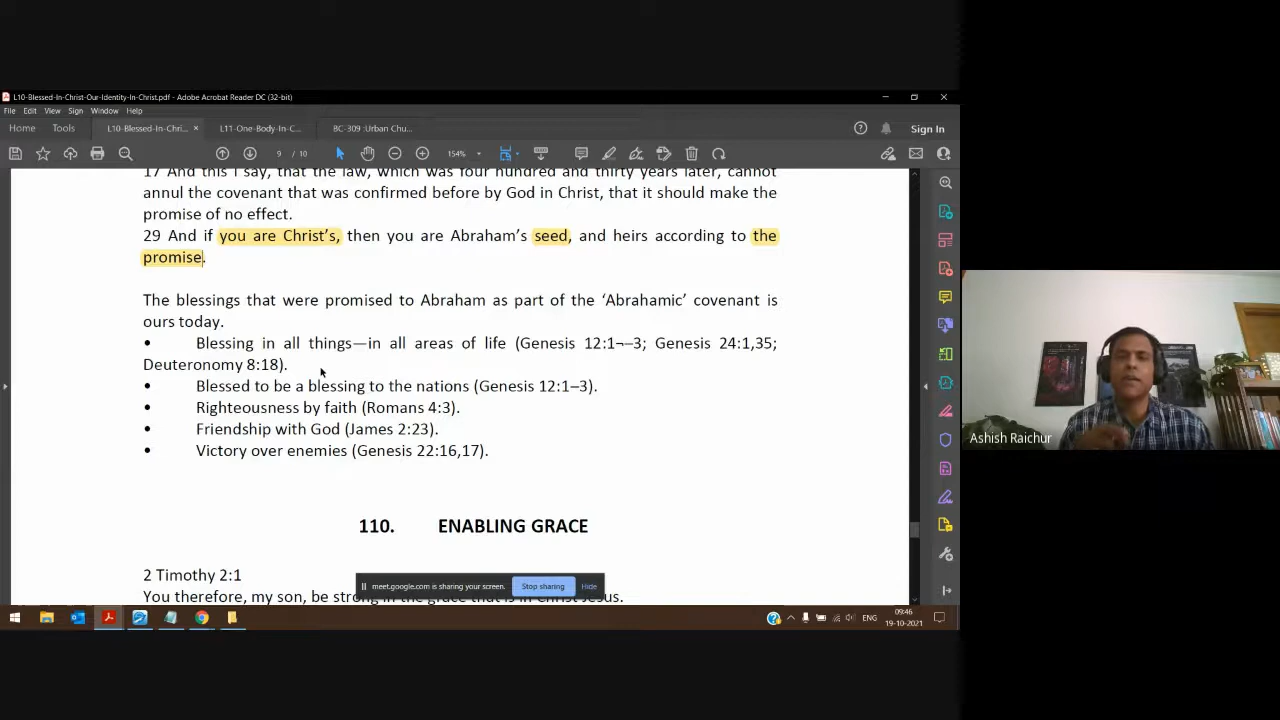 L10-Blessed-In-Christ-Our-Identity-In-Christ.pdf - Adobe Acrobat Reader DC (32-bit)
File Edit View Sign Window Help
Home Tools L10-Blessed-In-Chri... × L11-One-Body-In-C... BC-309 :Urban Chu... Sign In
9 / 10 154%
17 And this I say, that the law, which was four hundred and thirty years later, cannot
annul the covenant that was confirmed before by God in Christ, that it should make the
promise of no effect.
29 And if you are Christ's, then you are Abraham's seed, and heirs according to the
promise.
The blessings that were promised to Abraham as part of the 'Abrahamic' covenant is
ours today.
• Blessing in all things—in all areas of life (Genesis 12:1¬–3; Genesis 24:1,35;
Deuteronomy 8:18).
• Blessed to be a blessing to the nations (Genesis 12:1–3).
• Righteousness by faith (Romans 4:3).
• Friendship with God (James 2:23).
• Victory over enemies (Genesis 22:16,17).
110. ENABLING GRACE
2 Timothy 2:1
You therefore, my son, be strong in the grace that is in Christ Jesus.
meet.google.com is sharing your screen. Stop sharing Hide
ENG
09:46
19-10-2021
Ashish Raichur